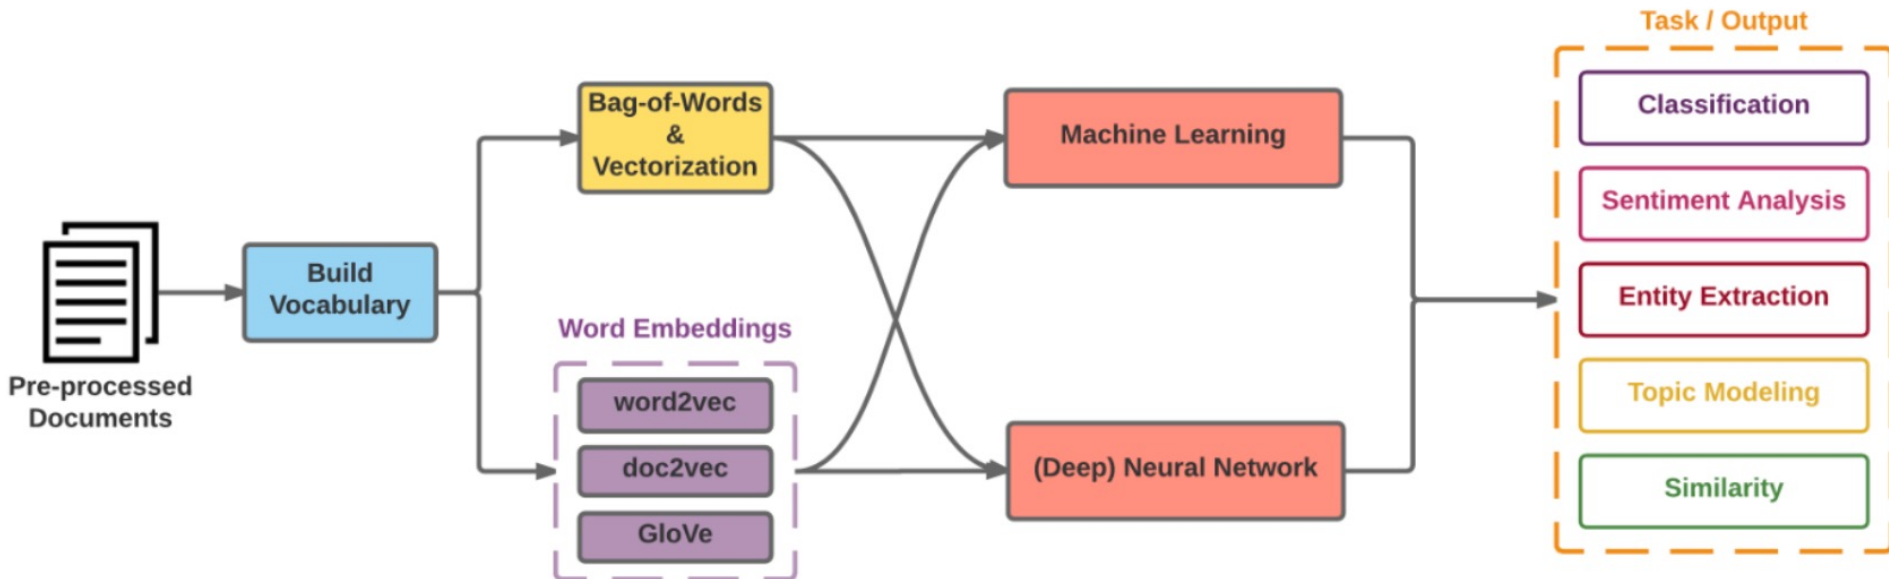 Pre-processed
Documents
Build
Vocabulary
Bag-of-Words
&
Vectorization
Word Embeddings
word2vec
doc2vec
GloVe
Machine Learning
(Deep) Neural Network
Task / Output
Classification
Sentiment Analysis
Entity Extraction
Topic Modeling
Similarity